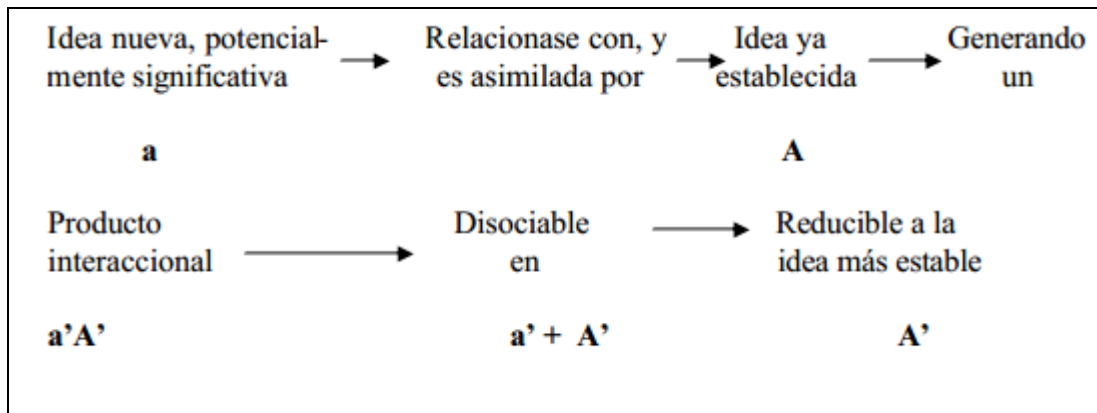 Idea nueva, potencial- Relacionase con, y Idea ya Generando
mente significativa es asimilada por establecida un
a A
Producto Disociable Reducible a la
interaccional en idea más estable
a’A’ a’ + A’ A’